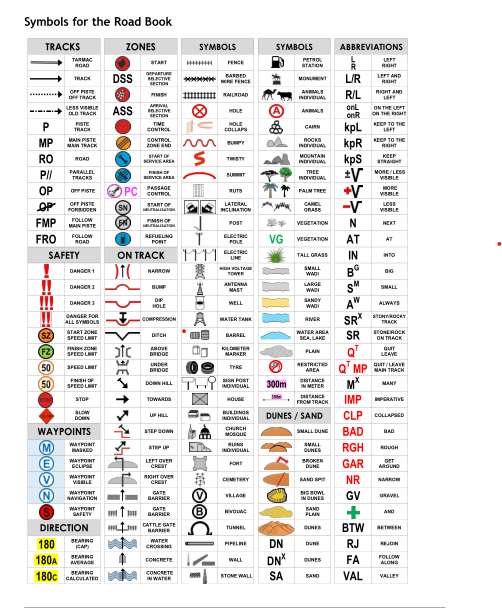 Symbols for the Road Book
TRACKS
TARMAC
ROAD
TRACK
OFF PISTE
OFF TRACK
LESS VISIBLE
OLD TRACK
P
PISTE
TRACK
MP
MAIN PISTE
MAIN TRACK
RO
ROAD
P//
PARALLEL
TRACKS
OP
OFF PISTE
OP
OFF PISTE
FORBIDDEN
FMP
FOLLOW
MAIN PISTE
FRO
FOLLOW
ROAD
SAFETY
!
DANGER 1
!!
DANGER 2
!!!
DANGER 3
DANGER FOR
ALL SYMBOLS
SZ
START ZONE
SPEED LIMIT
FZ
FINISH ZONE
SPEED LIMIT
50
SPEED LIMIT
50
FINISH OF
SPEED LIMIT
STOP
SLOW
DOWN
WAYPOINTS
M
WAYPOINT
MASKED
E
WAYPOINT
ECLIPSE
V
WAYPOINT
VISIBLE
N
WAYPOINT
NAVIGATION
S
WAYPOINT
SAFETY
DIRECTION
180
BEARING
(CAP)
180A
BEARING
AVERAGE
180C
BEARING
CALCULATED
ZONES
START
DSS
DEPARTURE
SELECTIVE
SECTION
FINISH
ASS
ARRIVAL
SELECTIVE
SECTION
TIME
CONTROL
CONTROL
ZONE END
START OF
SERVICE AREA
FINISH OF
SERVICE AREA
PC
PASSAGE
CONTROL
SN
START OF
NEUTRALISATION
FN
FINISH OF
NEUTRALISATION
REFUELING
POINT
ON TRACK
NARROW
BUMP
DIP
HOLE
COMPRESSION
DITCH
ABOVE
BRIDGE
UNDER
BRIDGE
DOWN HILL
TOWARDS
UP HILL
STEP DOWN
STEP UP
LEFT OVER
CREST
RIGHT OVER
CREST
GATE
BARRIER
GATE
BARRIER
CATTLE GATE
BARRIER
WATER
CROSSING
CONCRETE
CONCRETE
IN WATER
SYMBOLS
FENCE
BARBED
WIRE FENCE
RAILROAD
HOLE
HOLE
COLLAPS
BUMPY
TWISTY
SUMMIT
RUTS
LATERAL
INCLINATION
POST
ELECTRIC
POLE
ELECTRIC
LINE
HIGH VOLTAGE
TOWER
ANTENNA
MAST
WELL
WATER TANK
BARREL
KILOMETER
MARKER
TYRE
SIGN POST
INDIVIDUAL
HOUSE
BUILDINGS
INDIVIDUAL
CHURCH
MOSQUE
RUINS
INDIVIDUAL
FORT
CEMETERY
V
VILLAGE
B
BIVOUAC
TUNNEL
PIPELINE
WALL
STONE WALL
SYMBOLS
PETROL
STATION
MONUMENT
ANIMALS
INDIVIDUAL
A
ANIMALS
CAIRN
ROCKS
INDIVIDUAL
MOUNTAIN
INDIVIDUAL
TREE
INDIVIDUAL
PALM TREE
CAMEL
GRASS
VEGETATION
VG
VEGETATION
TALL GRASS
SMALL
WADI
LARGE
WADI
SANDY
WADI
RIVER
WATER AREA
SEA, LAKE
PLAIN
RESTRICTED
AREA
300m
DISTANCE
IN METER
350m
DISTANCE
FROM TRACK
DUNES / SAND
SMALL DUNE
SMALL
DUNES
BROKEN
DUNE
SAND SPIT
BIG BOWL
IN DUNES
SAND
PLAIN
DUNES
DN
DUNE
DNX
DUNES
SA
SAND
ABBREVIATIONS
L
R
LEFT
RIGHT
L/R
LEFT AND
RIGHT
R/L
RIGHT AND
LEFT
onL
onR
ON THE LEFT
ON THE RIGHT
kpL
KEEP TO THE
LEFT
kpR
KEEP TO THE
RIGHT
kpS
KEEP
STRAIGHT
±V
MORE / LESS
VISIBLE
+V
MORE
VISIBLE
−V
LESS
VISIBLE
N
NEXT
AT
AT
IN
INTO
BG
BIG
SM
SMALL
AW
ALWAYS
SRX
STONY/ROCKY
TRACK
SR
STONE/ROCK
ON TRACK
QT
QUIT
LEAVE
QT MP
QUIT / LEAVE
MAIN TRACK
MX
MANY
IMP
IMPERATIVE
CLP
COLLAPSED
BAD
BAD
RGH
ROUGH
GAR
GET
AROUND
NR
NARROW
GV
GRAVEL
AND
BTW
BETWEEN
RJ
REJOIN
FA
FOLLOW
ALONG
VAL
VALLEY